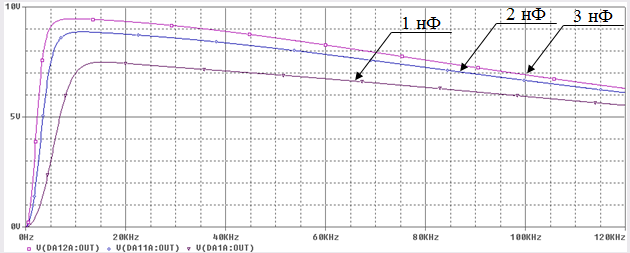 10V
1 нФ
2 нФ
3 нФ
5V
0V
0Hz
20KHz
40KHz
60KHz
80KHz
100KHz
120KHz
V(DA12A:OUT)
V(DA11A:OUT)
V(DA1A:OUT)